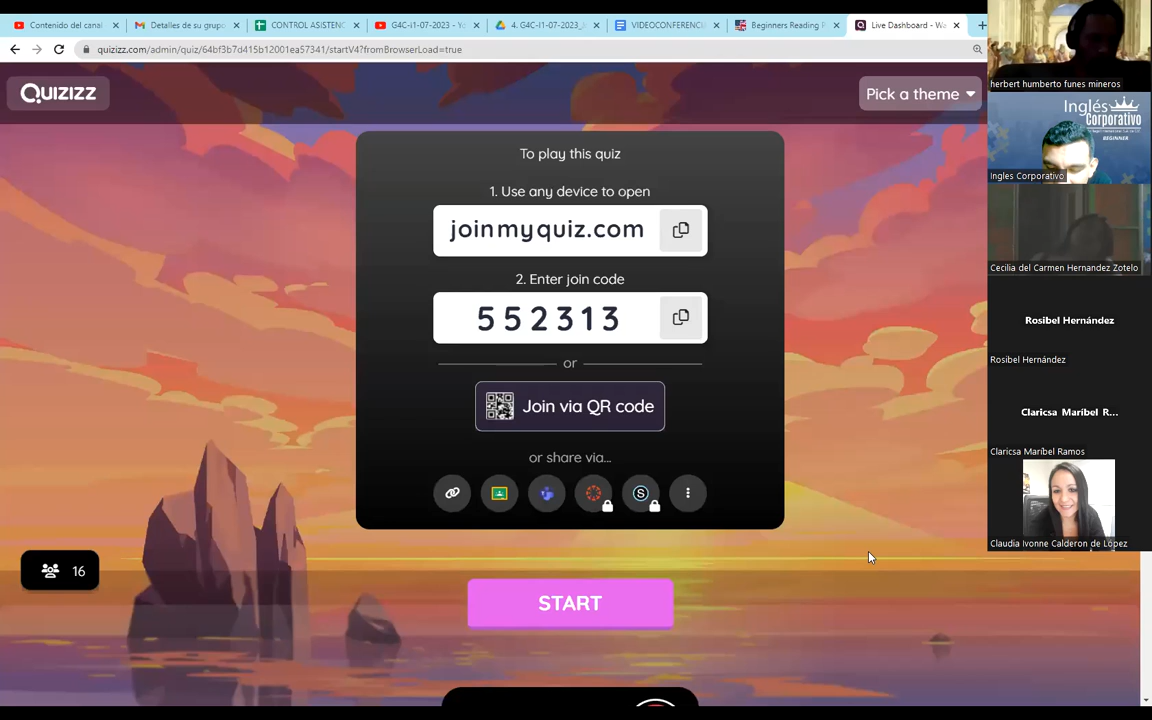 Contenido del canal
Detalles de su grupo
CONTROL ASISTENC
G4C-I1-07-2023 - Yo
4. G4C-I1-07-2023_
VIDEOCONFERENCI
Beginners Reading P
Live Dashboard - Wa
quizizz.com/admin/quiz/64bf3b7d415b12001ea57341/startV4?fromBrowserLoad=true
Quizizz
Pick a theme
To play this quiz
1. Use any device to open
joinmyquiz.com
2. Enter join code
552313
or
Join via QR code
or share via...
S
16
START
herbert humberto funes mineros
Inglés
Corporativo
BEGINNER
Ingles Corporativo
Cecilia del Carmen Hernandez Zotelo
Rosibel Hernández
Rosibel Hernández
Claricsa Maríbel R...
Claricsa Maríbel Ramos
Claudia Ivonne Calderon de Lopez